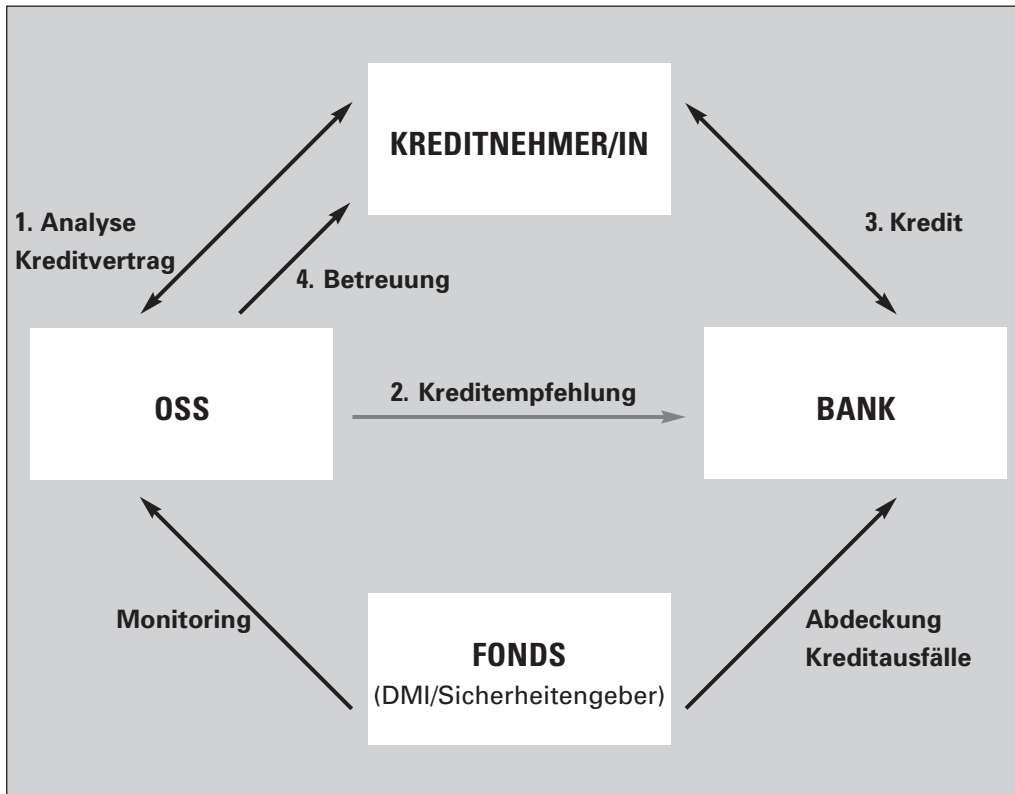 KREDITNEHMER/IN
1. Analyse
Kreditvertrag
3. Kredit
4. Betreuung
OSS
2. Kreditempfehlung
BANK
Monitoring
FONDS
(DMI/Sicherheitengeber)
Abdeckung
Kreditausfälle